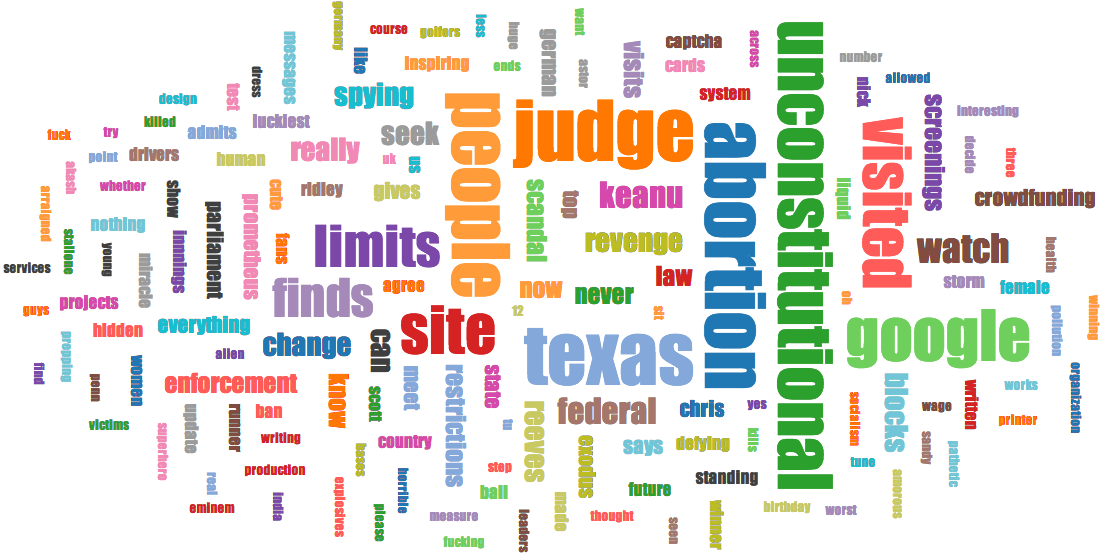 germany
course
golfers
less
huge
want
across
messages
like
inspiring
ends
german
astor
visits
captcha
cards
number
allowed
dress
test
design
spying
system
nick
screenings
interesting
killed
luckiest
people
judge
unconstitutional
fuck
try
admits
seek
abortion
visited
decide
three
point
drivers
human
really
uk
us
akash
whether
show
cute
ridley
gives
scandal
top
keanu
liquid
crowdfunding
arraigned
nothing
parliament
prometheus
fans
limits
revenge
watch
health
stallone
young
innings
services
miracle
finds
agree
now
never
law
storm
female
guys
projects
12
sit
oh
winning
hidden
everything
can
site
texas
google
pollution
propping
alien
change
find
penn
women
enforcement
know
scott
meet
restrictions
state
federal
chris
yes
blocks
written
works
organization
update
runner
ban
reeves
socialism
wage
printer
victims
superhero
writing
country
tu
exodus
says
defying
bills
sandy
pathetic
production
bases
step
tune
real
horrible
ball
future
standing
amorous
eminem
india
explosives
please
measure
leaders
made
thought
seen
winner
birthday
worst
fucking